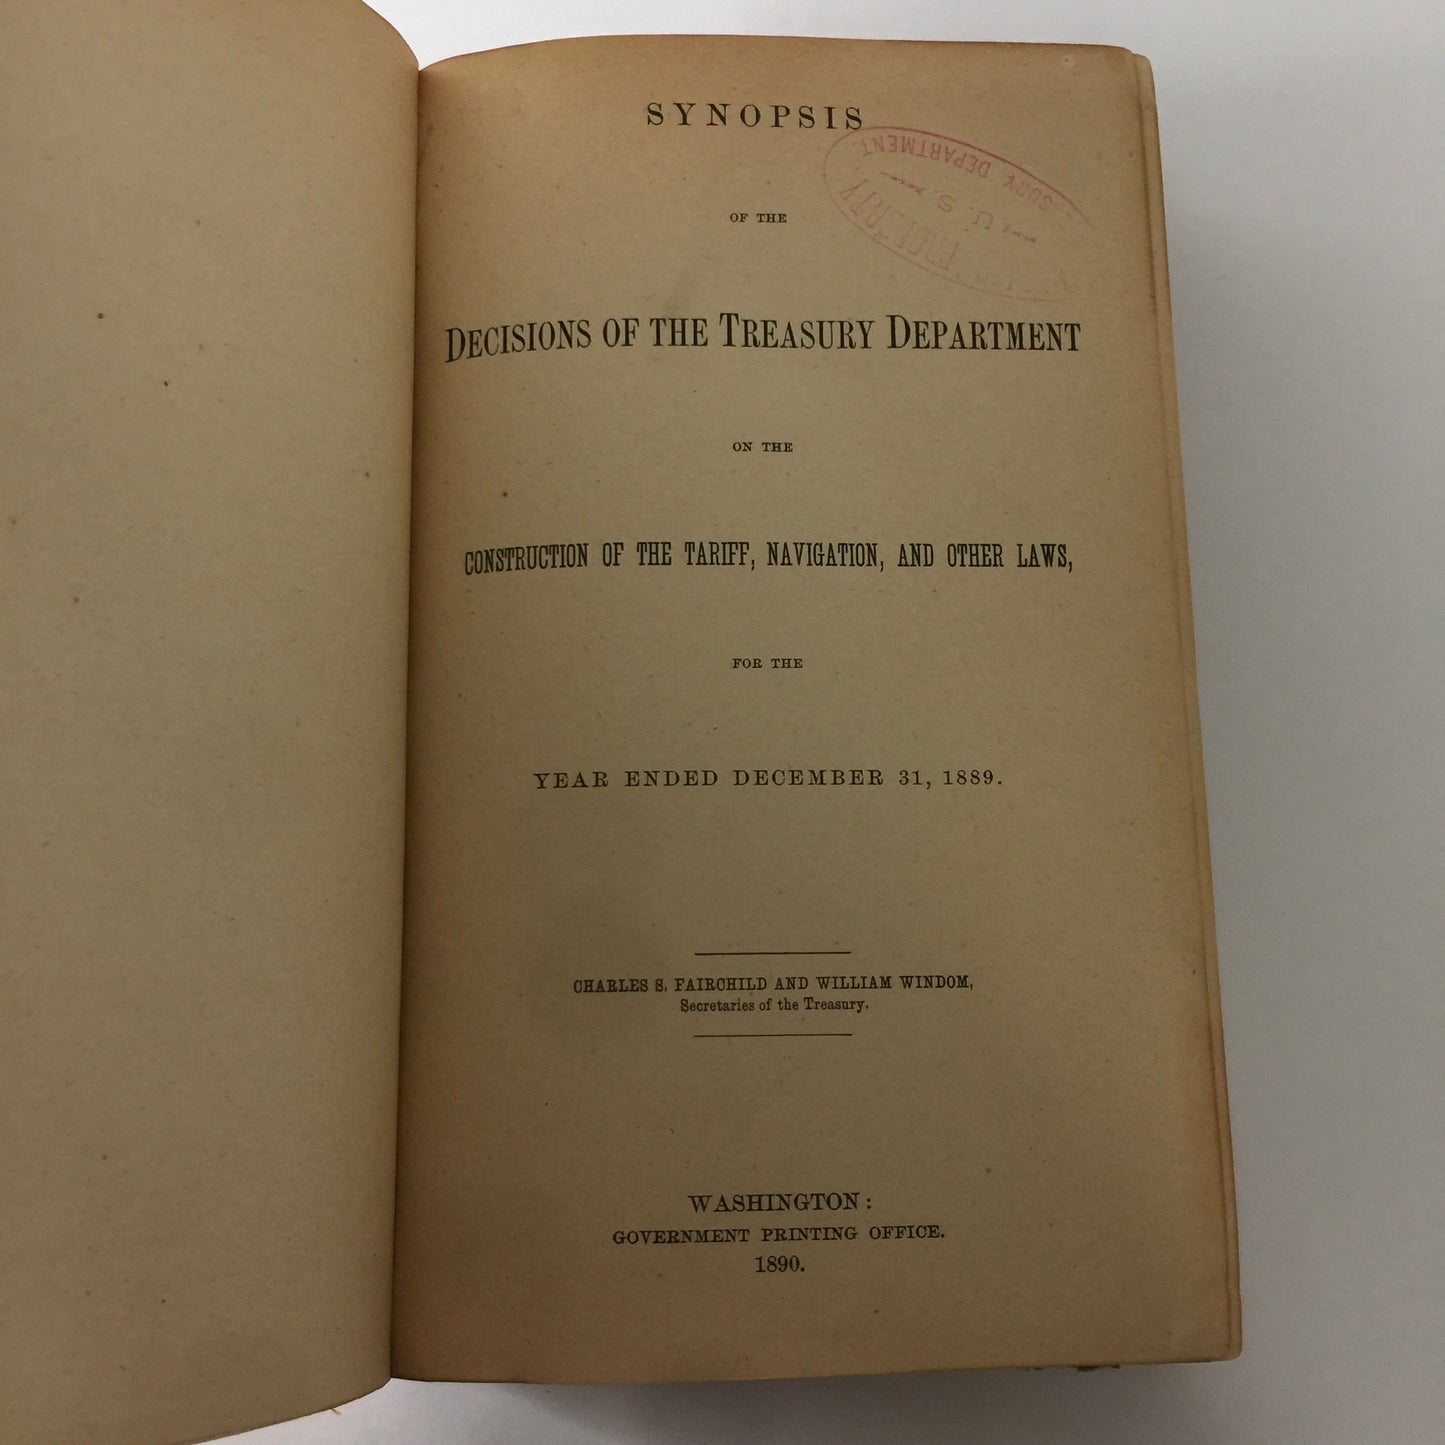 SYNOPSIS
OF THE
DECISIONS OF THE TREASURY DEPARTMENT
ON THE
CONSTRUCTION OF THE TARIFF, NAVIGATION, AND OTHER LAWS,
FOR THE
YEAR ENDED DECEMBER 31, 1889.
CHARLES S. FAIRCHILD AND WILLIAM WINDOM,
Secretaries of the Treasury.
WASHINGTON:
GOVERNMENT PRINTING OFFICE.
1890.
PROPERTY
U. S.
DEPARTMENT.